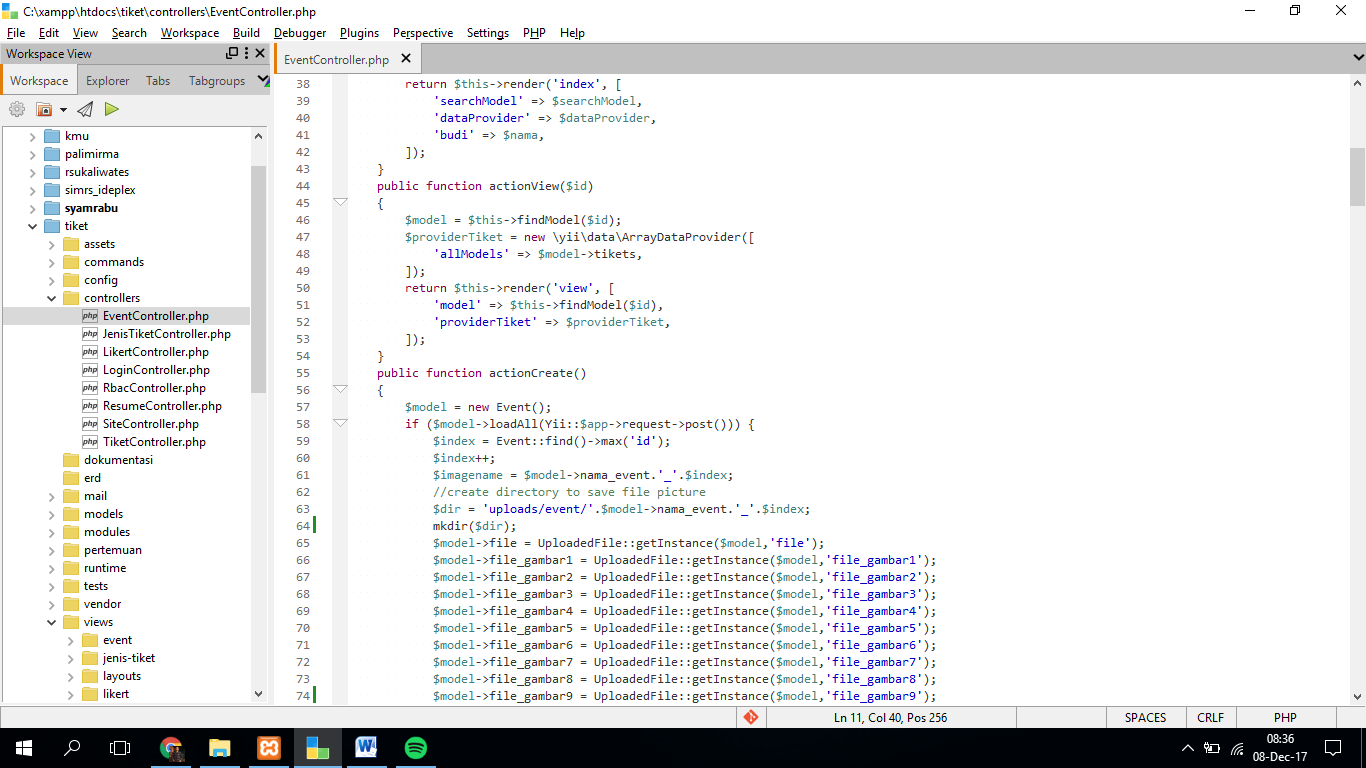 C:\xampp\htdocs\tiket\controllers\EventController.php
File Edit View Search Workspace Build Debugger Plugins Perspective Settings PHP Help
Workspace View
EventController.php
Workspace Explorer Tabs Tabgroups
kmu
palimirma
rsukaliwates
simrs_ideplex
syamrabu
tiket
assets
commands
config
controllers
php EventController.php
php JenisTiketController.php
php LikertController.php
php LoginController.php
php RbacController.php
php ResumeController.php
php SiteController.php
php TiketController.php
dokumentasi
erd
mail
models
modules
pertemuan
runtime
tests
vendor
views
event
jenis-tiket
layouts
likert
38 return $this->render('index', [
39 'searchModel' => $searchModel,
40 'dataProvider' => $dataProvider,
41 'budi' => $nama,
42 ]);
43 }
44 public function actionView($id)
45 {
46 $model = $this->findModel($id);
47 $providerTiket = new \yii\data\ArrayDataProvider([
48 'allModels' => $model->tikets,
49 ]);
50 return $this->render('view', [
51 'model' => $this->findModel($id),
52 'providerTiket' => $providerTiket,
53 ]);
54 }
55 public function actionCreate()
56 {
57 $model = new Event();
58 if ($model->loadAll(Yii::$app->request->post())) {
59 $index = Event::find()->max('id');
60 $index++;
61 $imagename = $model->nama_event.'_'.$index;
62 //create directory to save file picture
63 $dir = 'uploads/event/'.$model->nama_event.'_'.$index;
64 mkdir($dir);
65 $model->file = UploadedFile::getInstance($model,'file');
66 $model->file_gambar1 = UploadedFile::getInstance($model,'file_gambar1');
67 $model->file_gambar2 = UploadedFile::getInstance($model,'file_gambar2');
68 $model->file_gambar3 = UploadedFile::getInstance($model,'file_gambar3');
69 $model->file_gambar4 = UploadedFile::getInstance($model,'file_gambar4');
70 $model->file_gambar5 = UploadedFile::getInstance($model,'file_gambar5');
71 $model->file_gambar6 = UploadedFile::getInstance($model,'file_gambar6');
72 $model->file_gambar7 = UploadedFile::getInstance($model,'file_gambar7');
73 $model->file_gambar8 = UploadedFile::getInstance($model,'file_gambar8');
74 $model->file_gambar9 = UploadedFile::getInstance($model,'file_gambar9');
Ln 11, Col 40, Pos 256 SPACES CRLF PHP
08:36
08-Dec-17